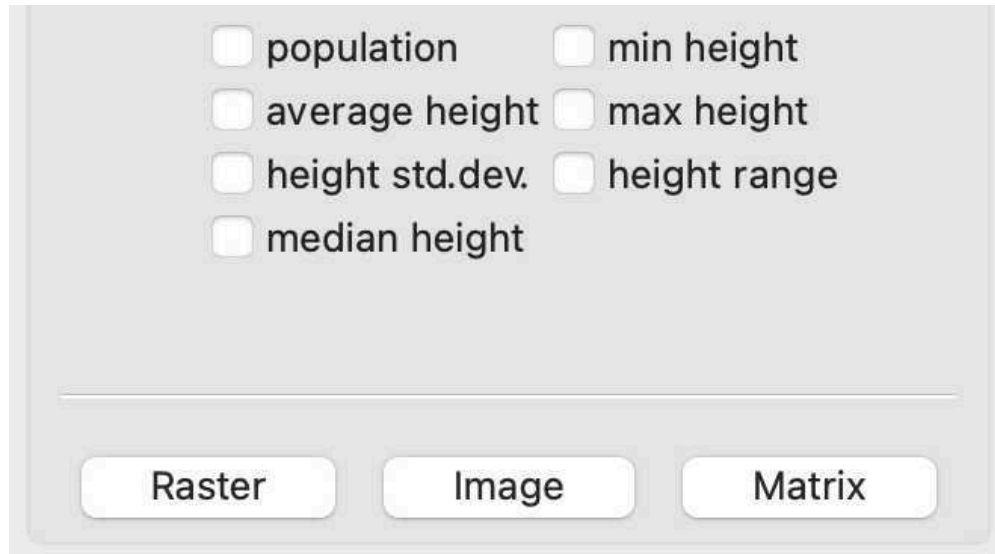 population min height
average height max height
height std.dev. height range
median height
Raster Image Matrix